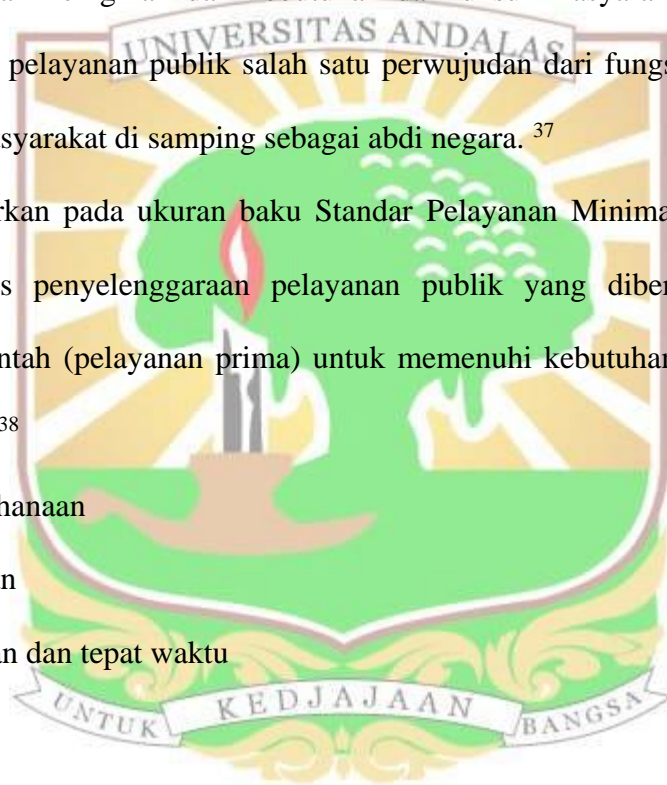 UNIVERSITAS ANDALAS
pelayanan publik salah satu perwujudan dari fungs
syarakat di samping sebagai abdi negara. 37
rkan pada ukuran baku Standar Pelayanan Minima
s penyelenggaraan pelayanan publik yang diber
ntah (pelayanan prima) untuk memenuhi kebutuhan
38
hanaan
n
an dan tepat waktu
UNTUK KEDJAJAAN BANGSA